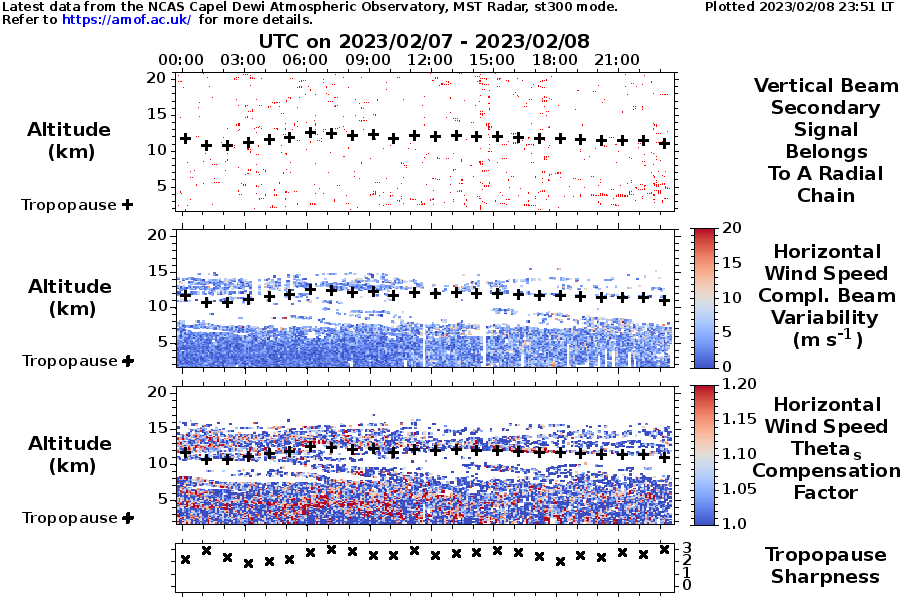 Latest data from the NCAS Capel Dewi Atmospheric Observatory, MST Radar, st300 mode.
Plotted 2023/02/08 23:51 LT
Refer to https://amof.ac.uk/ for more details.
UTC on 2023/02/07 - 2023/02/08
00:00 03:00 06:00 09:00 12:00 15:00 18:00 21:00
20
15
10
5
Altitude
(km)
Tropopause +
Vertical Beam
Secondary
Signal
Belongs
To A Radial
Chain
20
15
10
5
Altitude
(km)
Tropopause +
20
15
10
5
0
Horizontal
Wind Speed
Compl. Beam
Variability
(m s-1)
20
15
10
5
Altitude
(km)
Tropopause +
1.20
1.15
1.10
1.05
1.0
Horizontal
Wind Speed
Theta s
Compensation
Factor
3
2
1
0
Tropopause
Sharpness